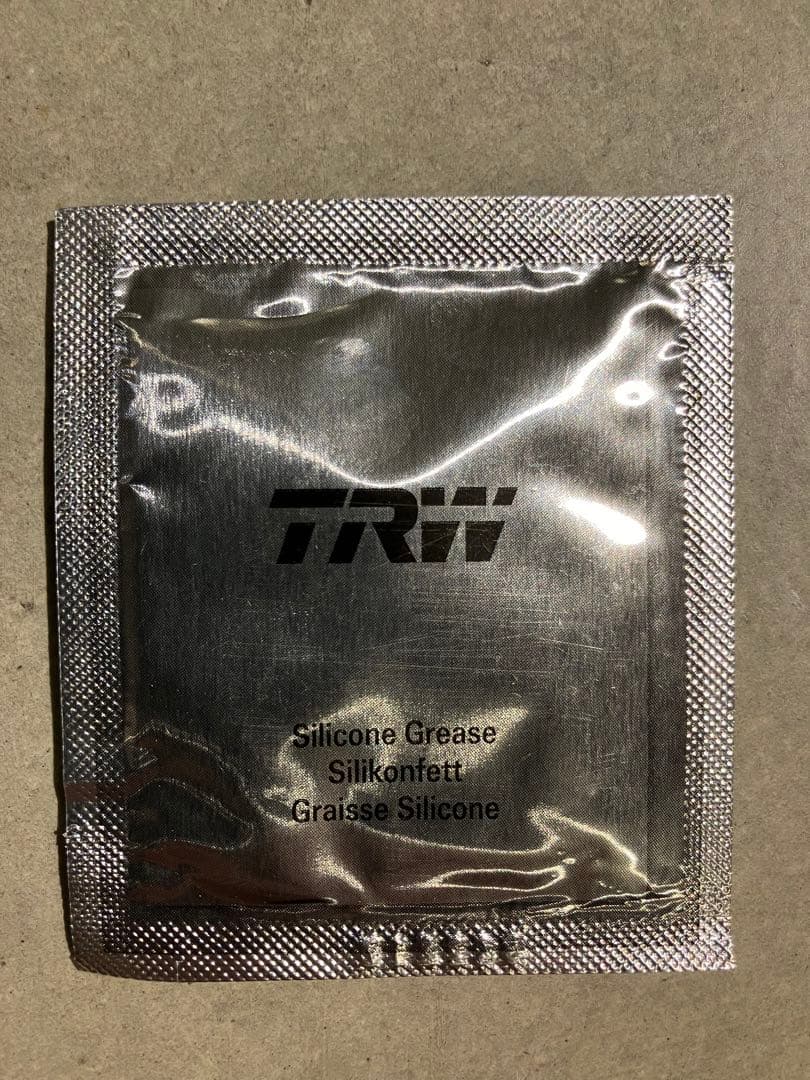 TRW
Silicone Grease
Silikonfett
Graisse Silicone